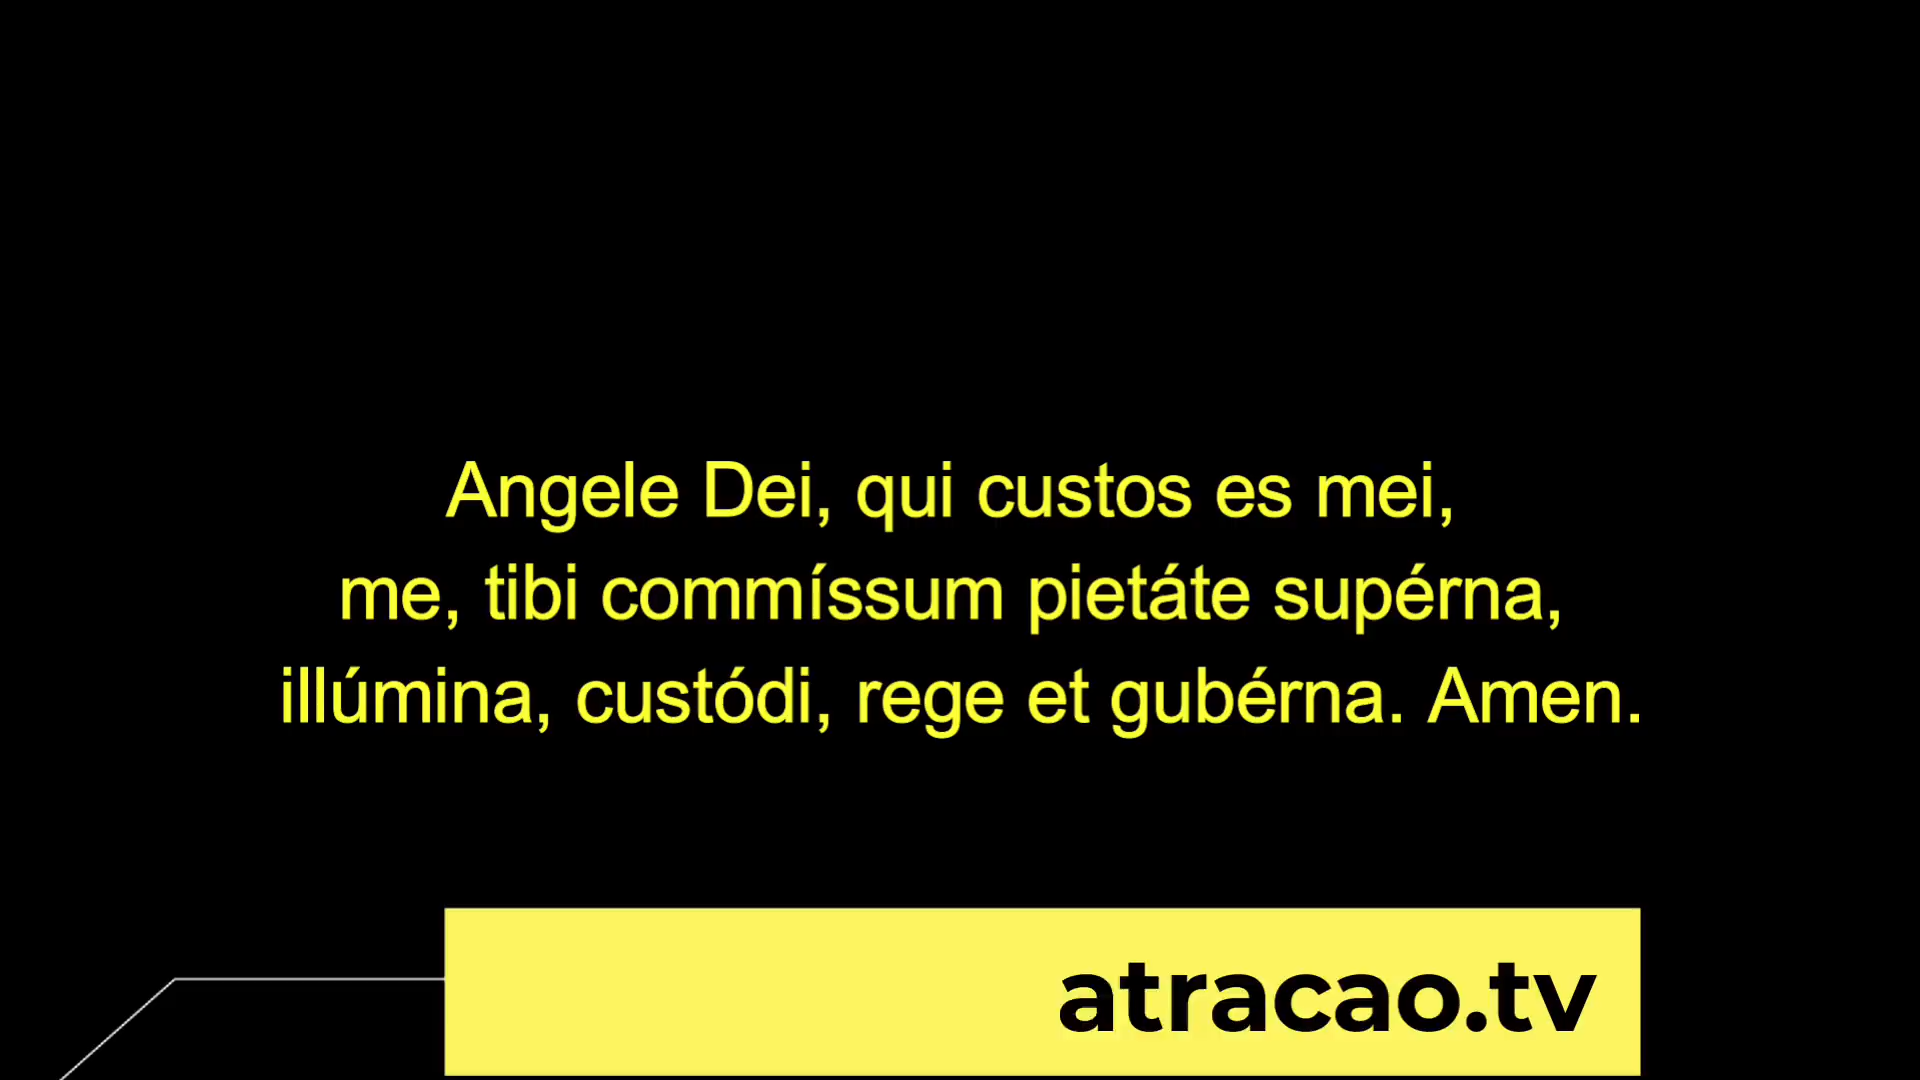 Angele Dei, qui custos es mei,
me, tibi commíssum pietáte supérna,
illúmina, custódi, rege et gubérna. Amen.
atracao.tv